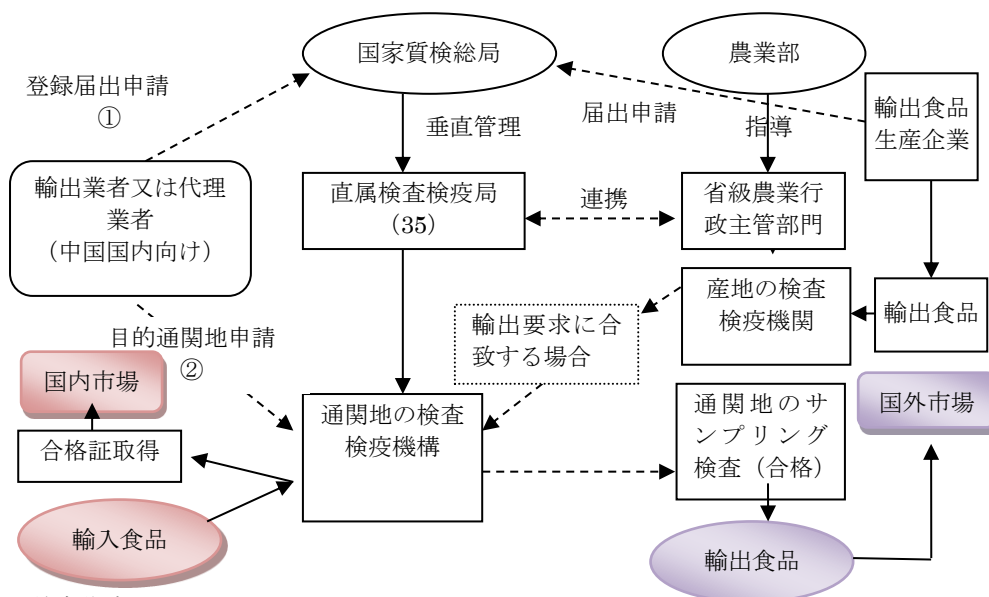 国家質検総局
農業部
登録届出申請
①
届出申請
輸出食品
生産企業
垂直管理
指導
輸出業者又は代理
業者
（中国国内向け）
直属検査検疫局
(35)
連携
省級農業行
政主管部門
産地の検査
検疫機関
輸出食品
輸出要求に合
致する場合
目的通関地申請
②
国内市場
国外市場
通関地の検査
検疫機構
通関地のサ
ンプリング
検査（合格）
合格証取得
輸入食品
輸出食品